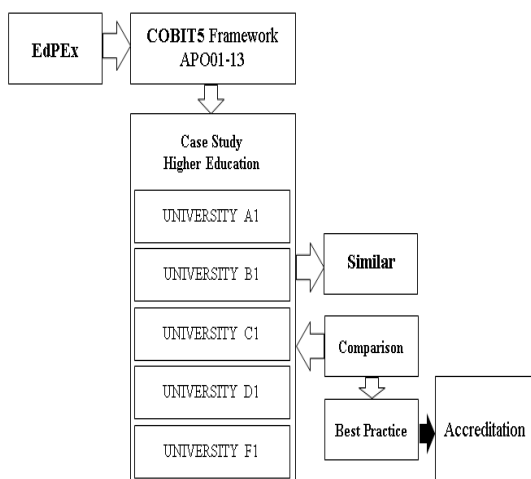 EdPEx
COBIT5 Framework
APO01-13
Case Study
Higher Education
UNIVERSITY A1
UNIVERSITY B1
UNIVERSITY C1
UNIVERSITY D1
UNIVERSITY F1
Similar
Comparison
Best Practice
Accreditation